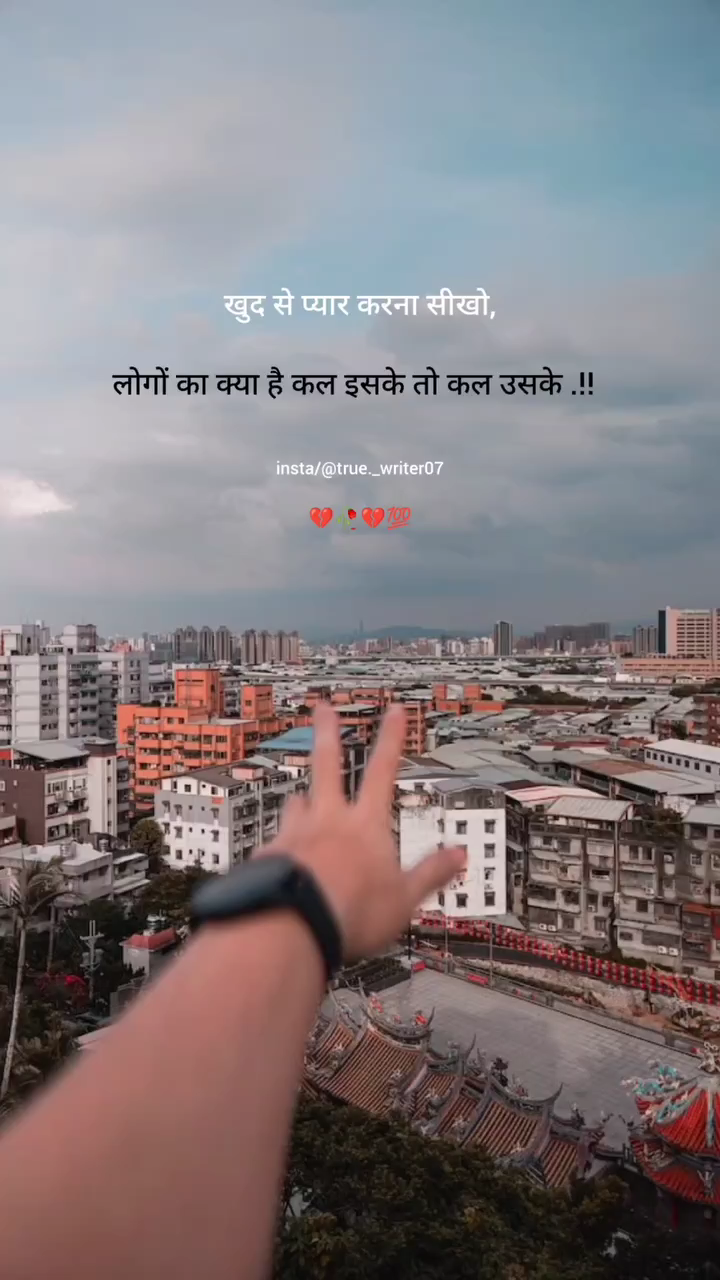 खुद से प्यार करना सीखो,
लोगों का क्या है कल इसके तो कल उसके .!!
insta/@true._writer07
💔🥀💔💯